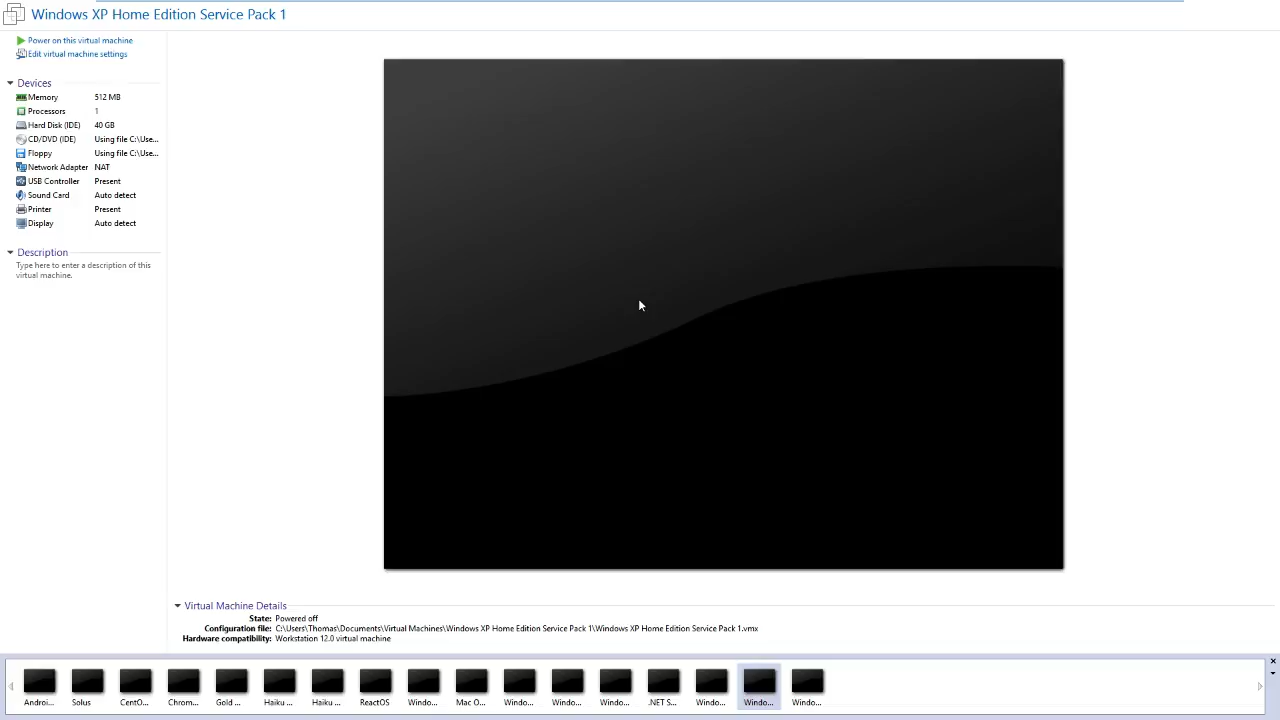 Windows XP Home Edition Service Pack 1
Power on this virtual machine
Edit virtual machine settings
Devices
Memory 512 MB
Processors 1
Hard Disk (IDE) 40 GB
CD/DVD (IDE) Using file C:\Use...
Floppy Using file C:\Use...
Network Adapter NAT
USB Controller Present
Sound Card Auto detect
Printer Present
Display Auto detect
Description
Type here to enter a description of this
virtual machine.
Virtual Machine Details
State: Powered off
Configuration file: C:\Users\Thomas\Documents\Virtual Machines\Windows XP Home Edition Service Pack 1\Windows XP Home Edition Service Pack 1.vmx
Hardware compatibility: Workstation 12.0 virtual machine
Androi... Solus CentO... Chrom... Gold ... Haiku ... Haiku ... ReactOS Windo... Mac O... Windo... Windo... Windo... .NET S... Windo... Windo... Windo...